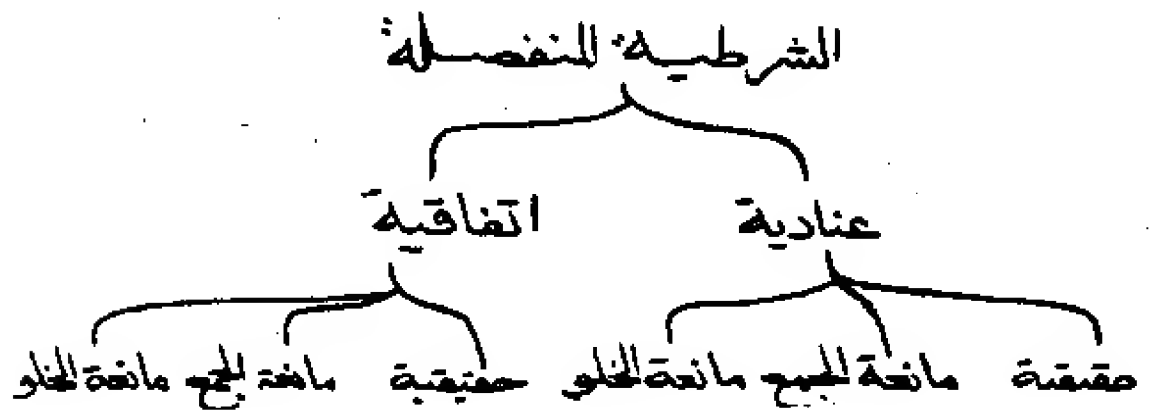 الشرطية المنفصلة
عنادية اتفاقية
حقيقية مانعة الجمع مانعة الخلو حقيقية مانعة الجمع مانعة الخلو